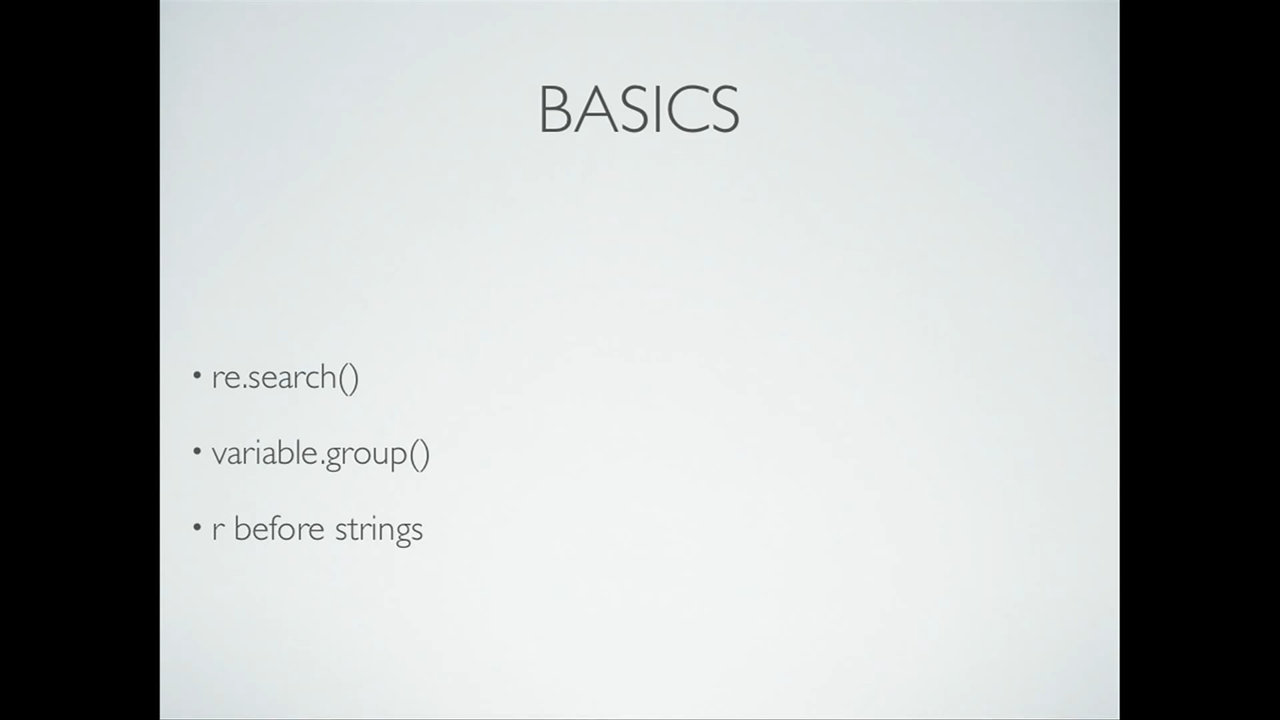 BASICS
• re.search()
• variable.group()
• r before strings